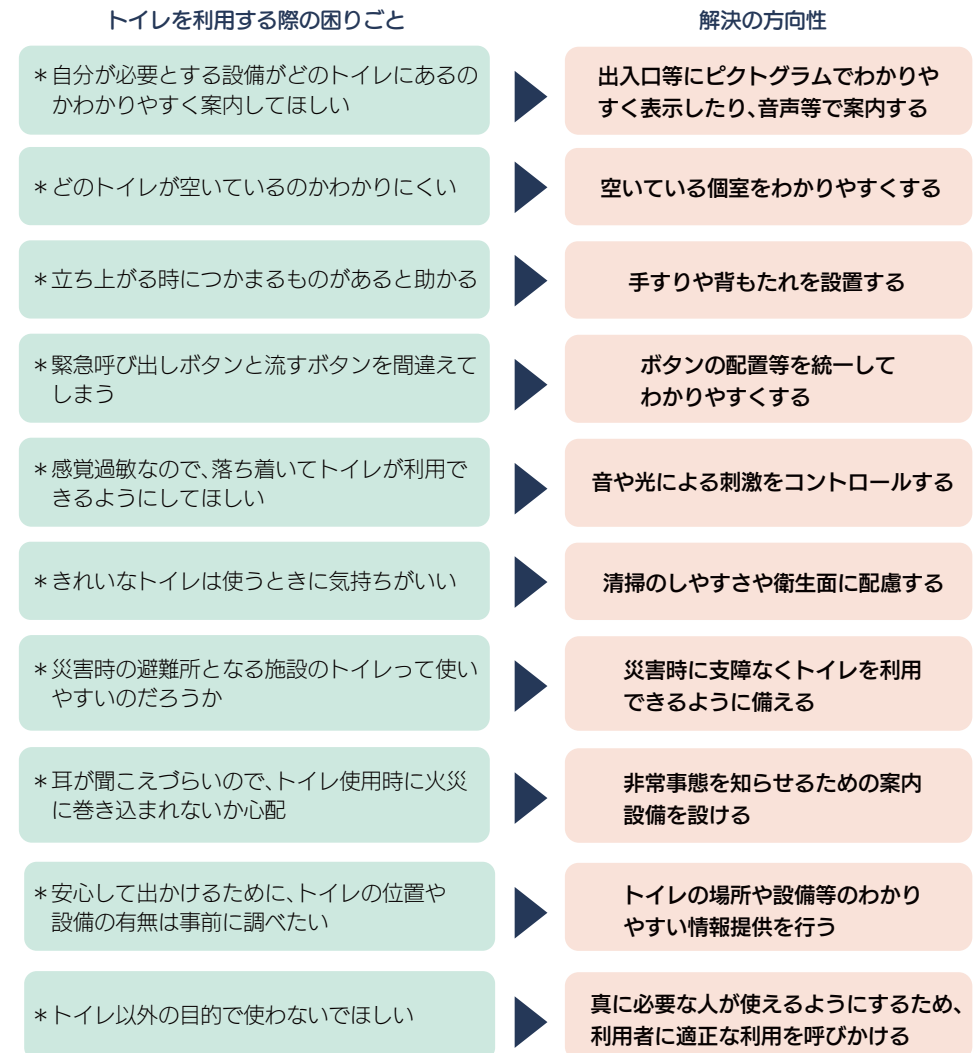 トイレを利用する際の困りごと
解決の方向性
＊自分が必要とする設備がどのトイレにあるの
かわかりやすく案内してほしい
出入口等にピクトグラムでわかりや
すく表示したり、音声等で案内する
＊どのトイレが空いているのかわかりにくい
空いている個室をわかりやすくする
＊立ち上がる時につかまるものがあると助かる
手すりや背もたれを設置する
＊緊急呼び出しボタンと流すボタンを間違えて
しまう
ボタンの配置等を統一して
わかりやすくする
＊感覚過敏なので、落ち着いてトイレが利用で
きるようにしてほしい
音や光による刺激をコントロールする
＊きれいなトイレは使うときに気持ちがいい
清掃のしやすさや衛生面に配慮する
＊災害時の避難所となる施設のトイレって使い
やすいのだろうか
災害時に支障なくトイレを利用
できるように備える
＊耳が聞こえづらいので、トイレ使用時に火災
に巻き込まれないか心配
非常事態を知らせるための案内
設備を設ける
＊安心して出かけるために、トイレの位置や
設備の有無は事前に調べたい
トイレの場所や設備等のわかり
やすい情報提供を行う
＊トイレ以外の目的で使わないでほしい
真に必要な人が使えるようにするため、
利用者に適正な利用を呼びかける